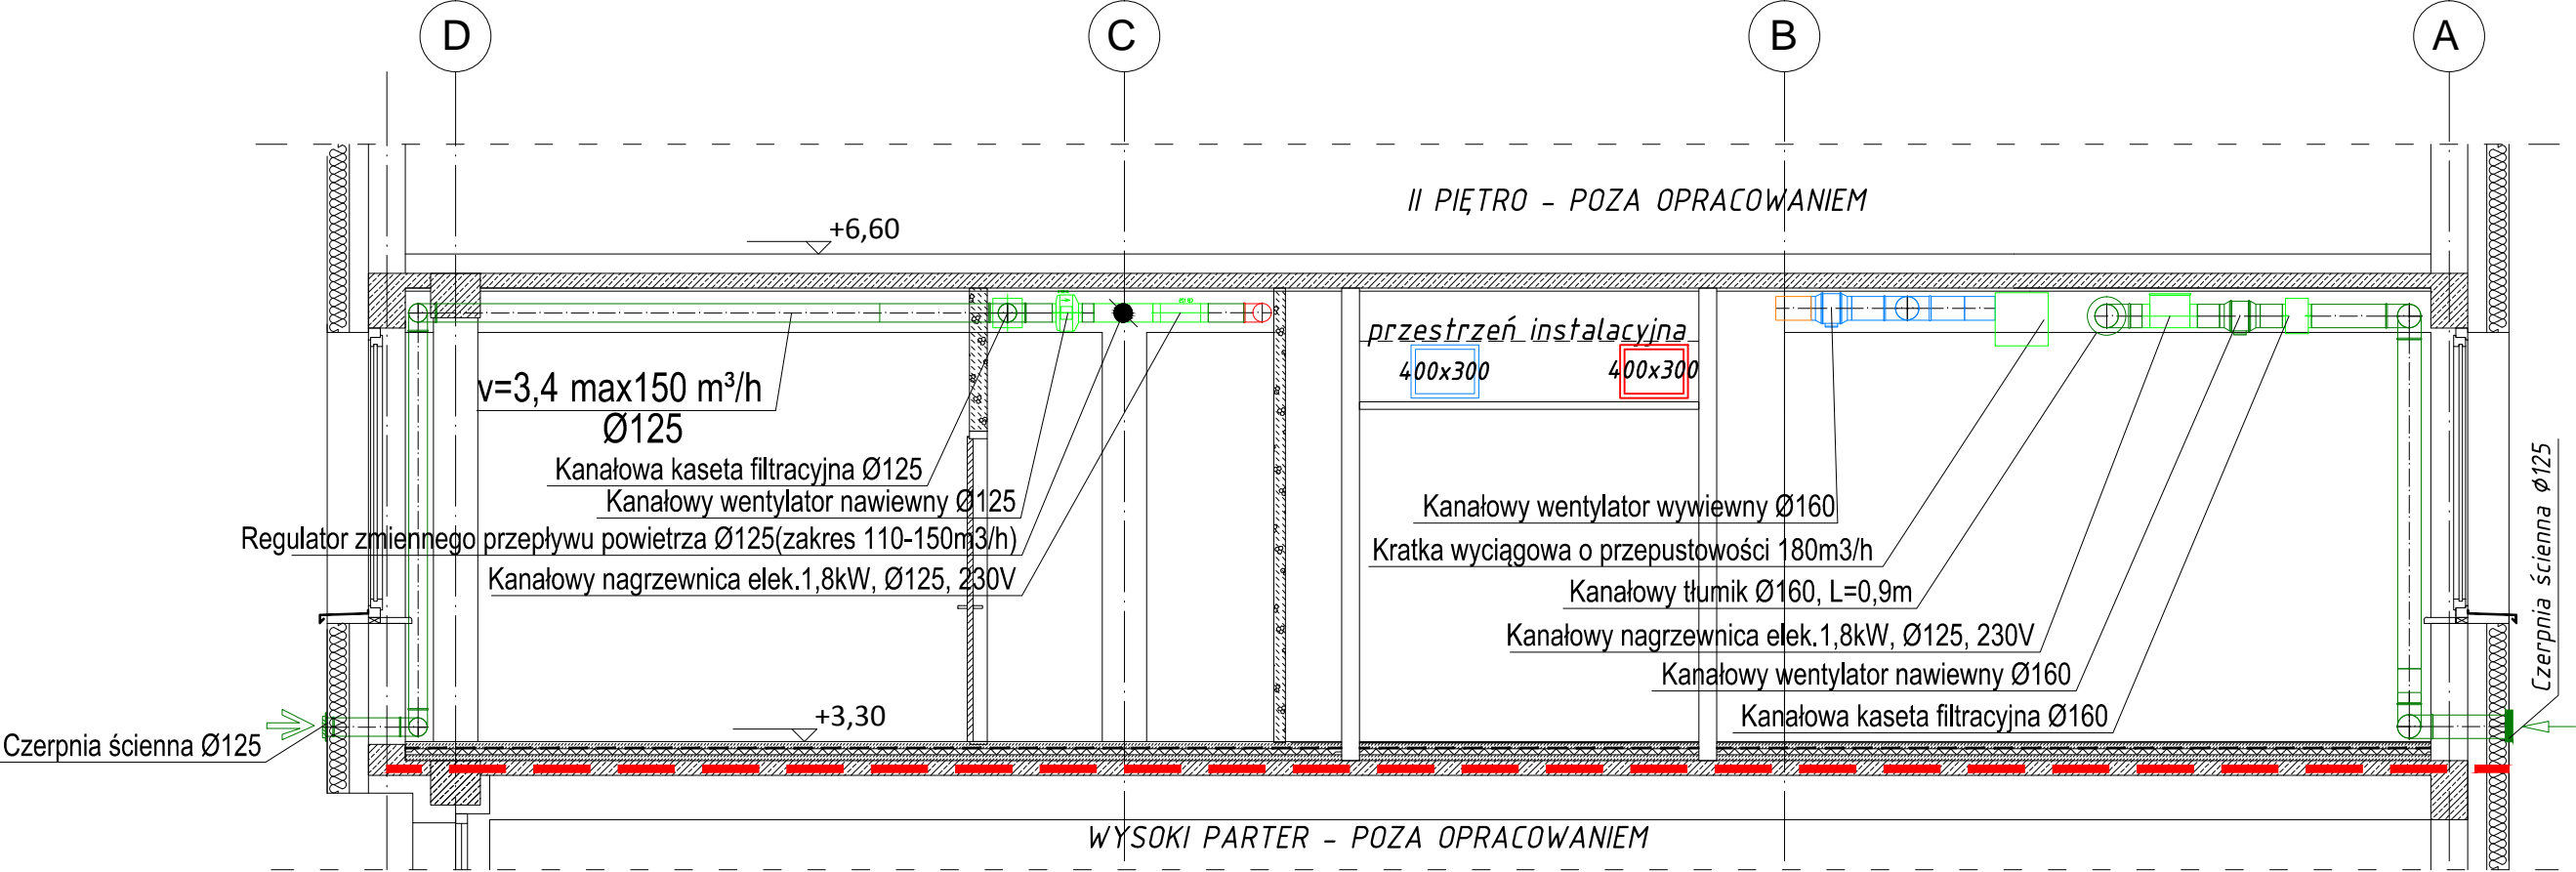 D
C
B
A
II PIĘTRO - POZA OPRACOWANIEM
+6,60
przestrzeń instalacyjna
400x300
400x300
v=3,4 max150 m³/h
Ø125
Kanałowa kaseta filtracyjna Ø125
Kanałowy wentylator nawiewny Ø125
Regulator zmiennego przepływu powietrza Ø125(zakres 110-150m3/h)
Kanałowy nagrzewnica elek.1,8kW, Ø125, 230V
Kanałowy wentylator wywiewny Ø160
Kratka wyciągowa o przepustowości 180m3/h
Kanałowy tłumik Ø160, L=0,9m
Kanałowy nagrzewnica elek.1,8kW, Ø125, 230V
Kanałowy wentylator nawiewny Ø160
Kanałowa kaseta filtracyjna Ø160
Czerpnia ścienna Ø125
+3,30
Czerpnia ścienna Ø125
WYSOKI PARTER - POZA OPRACOWANIEM